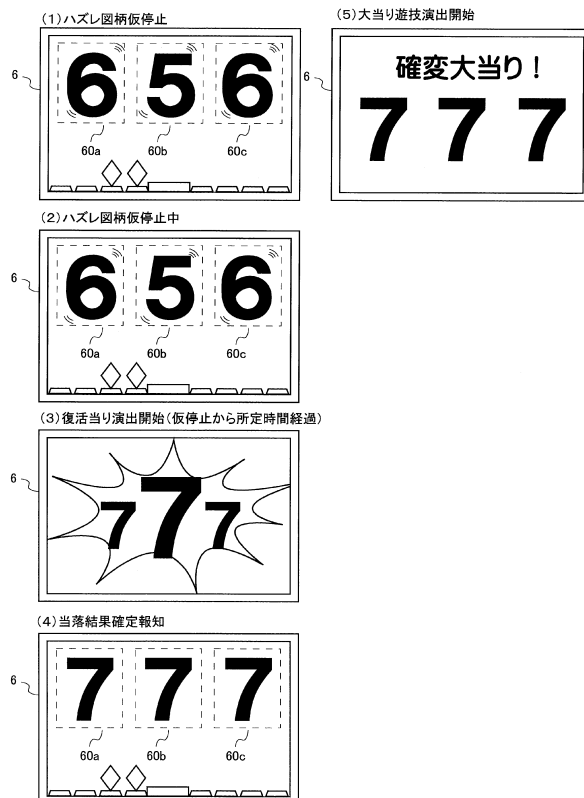 (1)ハズレ図柄仮停止
6
6 5 6
60a 60b 60c
(2)ハズレ図柄仮停止中
6
6 5 6
60a 60b 60c
(3)復活当り演出開始(仮停止から所定時間経過)
6
7 7 7
(4)当落結果確定報知
6
7 7 7
60a 60b 60c
(5)大当り遊技演出開始
6
確変大当り!
7 7 7